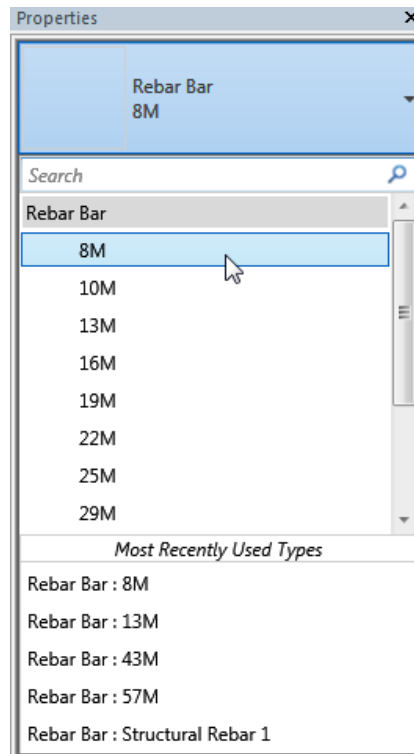 Properties
Rebar Bar
8M
Search
Rebar Bar
8M
10M
13M
16M
19M
22M
25M
29M
Most Recently Used Types
Rebar Bar : 8M
Rebar Bar : 13M
Rebar Bar : 43M
Rebar Bar : 57M
Rebar Bar : Structural Rebar 1